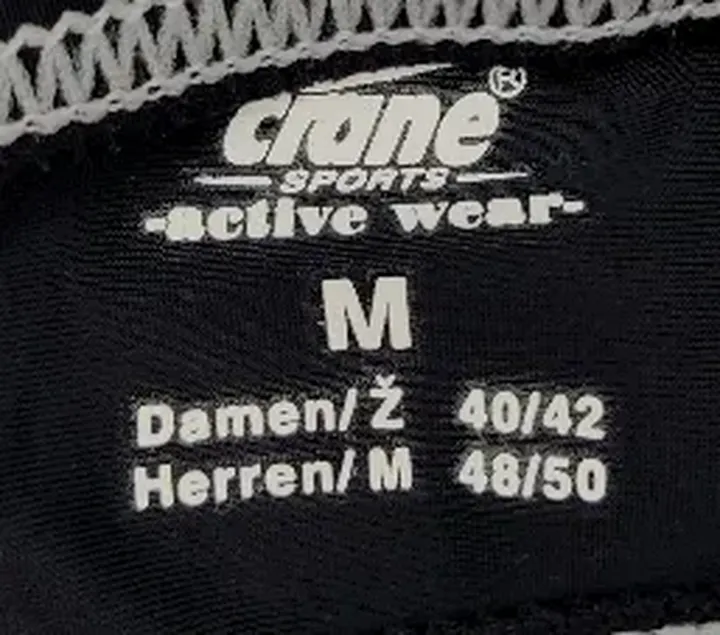 crane®
SPORTS
-active wear-
M
Damen/Ž 40/42
Herren/M 48/50